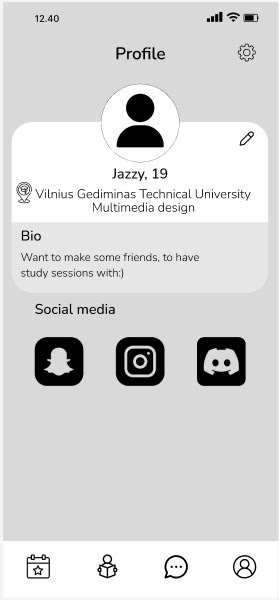 12.40
Profile
Jazzy, 19
Vilnius Gediminas Technical University
Multimedia design
Bio
Want to make some friends, to have
study sessions with:)
Social media